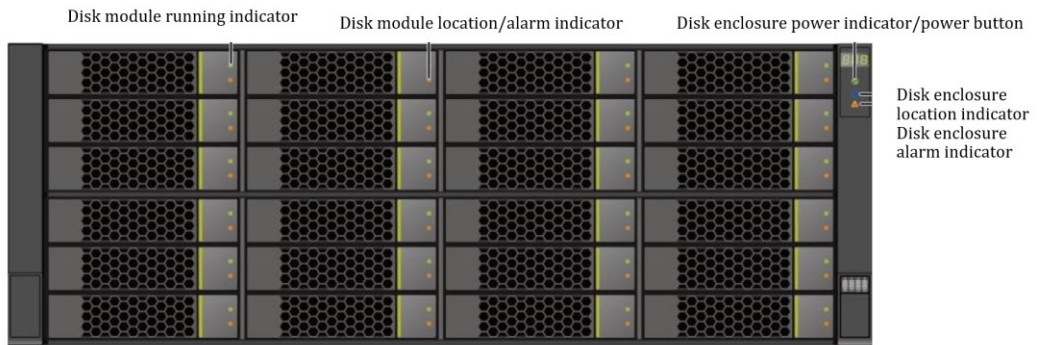 Disk module running indicator
Disk module location/alarm indicator
Disk enclosure power indicator/power button
888
Disk enclosure
location indicator
Disk enclosure
alarm indicator